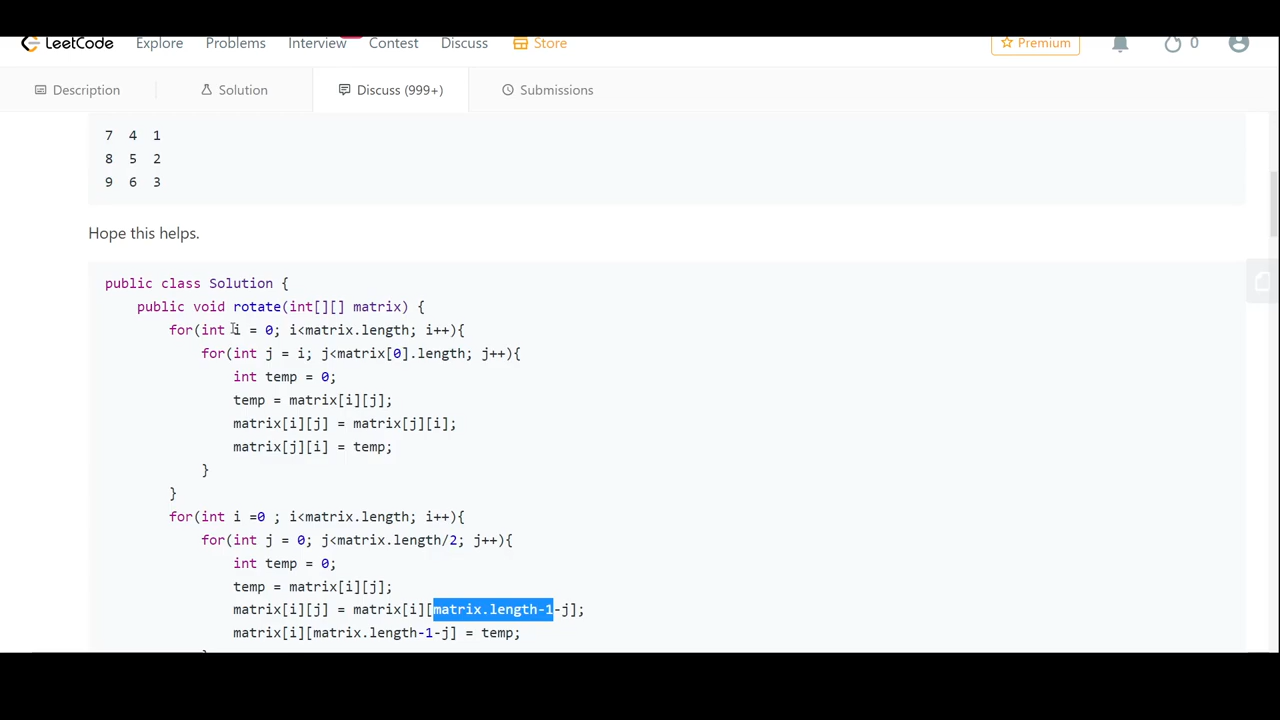 LeetCode Explore Problems Interview Contest Discuss Store Premium 0
Description Solution Discuss (999+) Submissions
7 4 1
8 5 2
9 6 3
Hope this helps.
public class Solution {
public void rotate(int[][] matrix) {
for(int i = 0; i<matrix.length; i++){
for(int j = i; j<matrix[0].length; j++){
int temp = 0;
temp = matrix[i][j];
matrix[i][j] = matrix[j][i];
matrix[j][i] = temp;
}
}
for(int i =0 ; i<matrix.length; i++){
for(int j = 0; j<matrix.length/2; j++){
int temp = 0;
temp = matrix[i][j];
matrix[i][j] = matrix[i][matrix.length-1-j];
matrix[i][matrix.length-1-j] = temp;